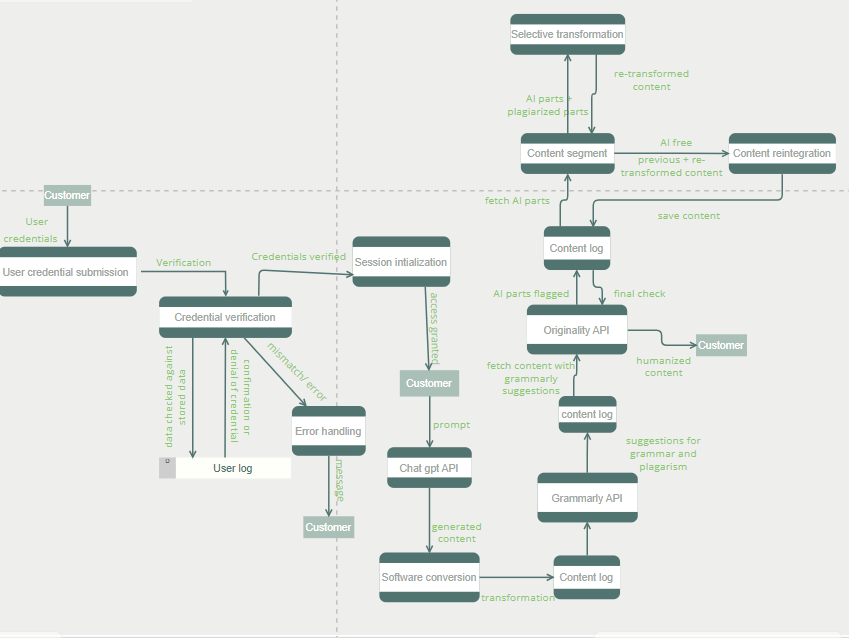 Selective transformation
re-transformed
content
AI parts +
plagiarized parts
Content segment
AI free
previous + re-
transformed content
Content reintegration
Customer
User
credentials
fetch AI parts
save content
User credential submission
Verification
Credentials verified
Session intialization
Content log
AI parts flagged
final check
Credential verification
access granted
Originality API
Customer
humanized
content
data checked against
stored data
confirmation or
denial of credential
mismatch/ error
Customer
fetch content with
grammarly
suggestions
content log
Error handling
prompt
suggestions for
grammar and
plagarism
D
User log
message
Chat gpt API
Grammarly API
Customer
generated
content
Software conversion
transformation
Content log